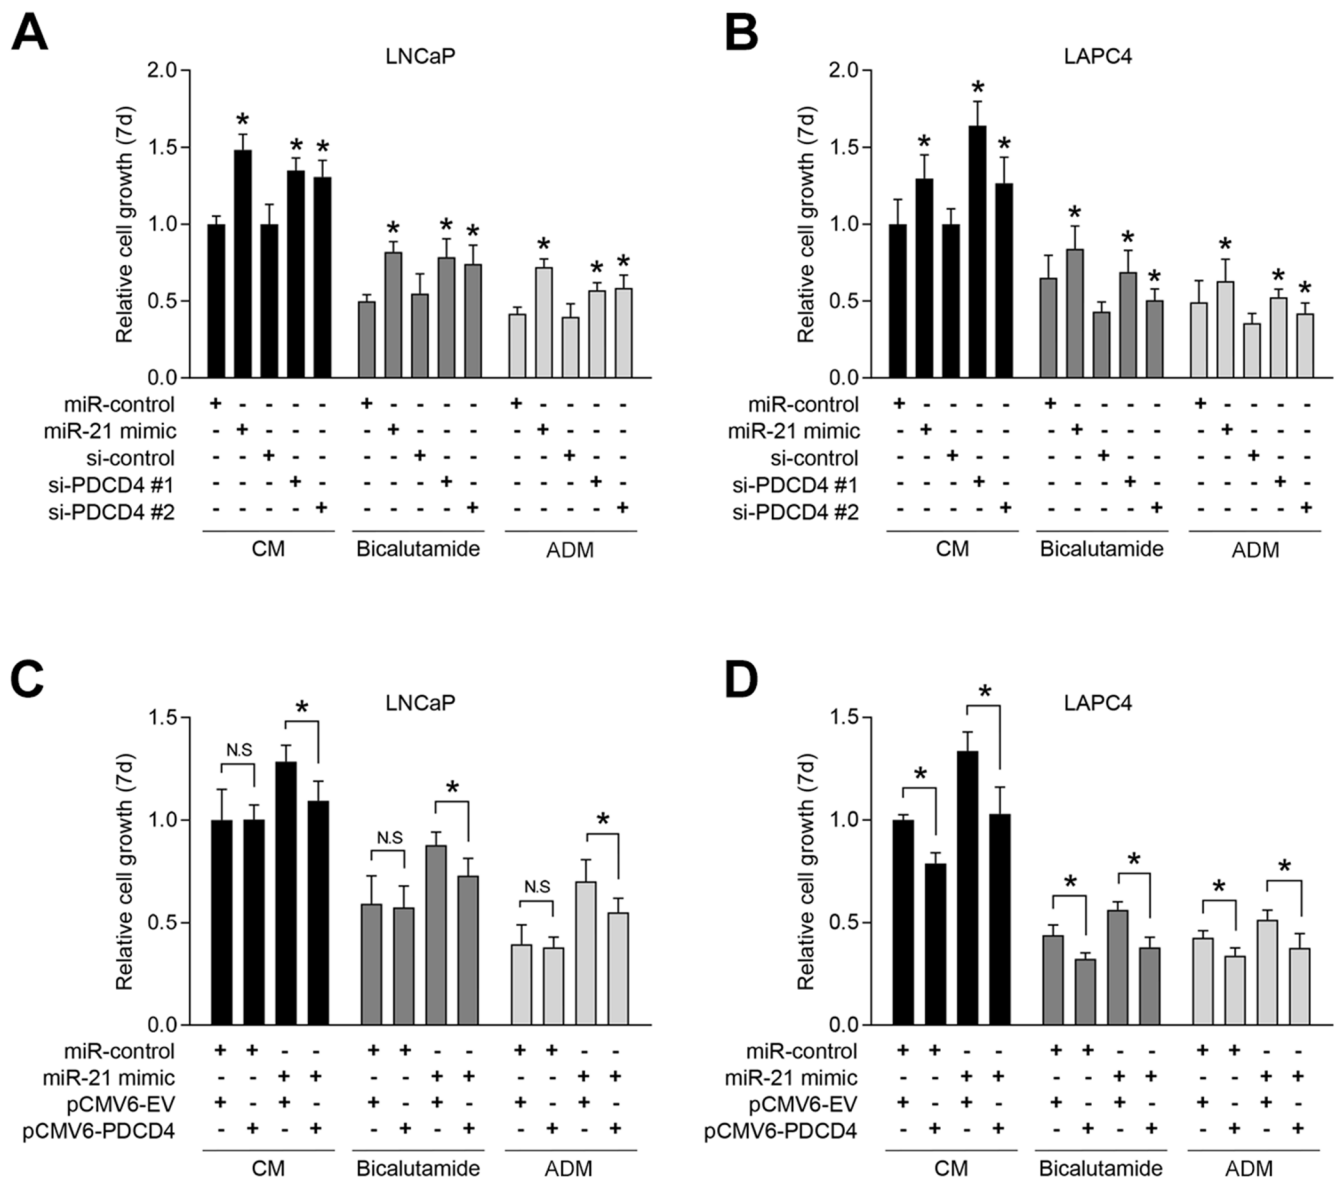 A
LNCaP
Relative cell growth (7d)
2.0
*
1.5
* *
1.0
* * *
*
0.5
* *
0.0
miR-control + - - - - + - - - - + - - - -
miR-21 mimic - + - - - - + - - - - + - - -
si-control - - + - - - - + - - - - + - -
si-PDCD4 #1 - - - + - - - - + - - - - + -
si-PDCD4 #2 - - - - + - - - - + - - - - +
CM Bicalutamide ADM
B
LAPC4
Relative cell growth (7d)
2.0
*
1.5
* *
1.0
* * *
* * *
0.5
0.0
miR-control + - - - - + - - - - + - - - -
miR-21 mimic - + - - - - + - - - - + - - -
si-control - - + - - - - + - - - - + - -
si-PDCD4 #1 - - - + - - - - + - - - - + -
si-PDCD4 #2 - - - - + - - - - + - - - - +
CM Bicalutamide ADM
C
LNCaP
Relative cell growth (7d)
1.5
N.S *
1.0
N.S *
N.S *
0.5
0.0
miR-control + + - - + + - - + + - -
miR-21 mimic - - + + - - + + - - + +
pCMV6-EV + - + - + - + - + - + -
pCMV6-PDCD4 - + - + - + - + - + - +
CM Bicalutamide ADM
D
LAPC4
Relative cell growth (7d)
1.5
* *
1.0
* *
* *
0.5
0.0
miR-control + + - - + + - - + + - -
miR-21 mimic - - + + - - + + - - + +
pCMV6-EV + - + - + - + - + - + -
pCMV6-PDCD4 - + - + - + - + - + - +
CM Bicalutamide ADM